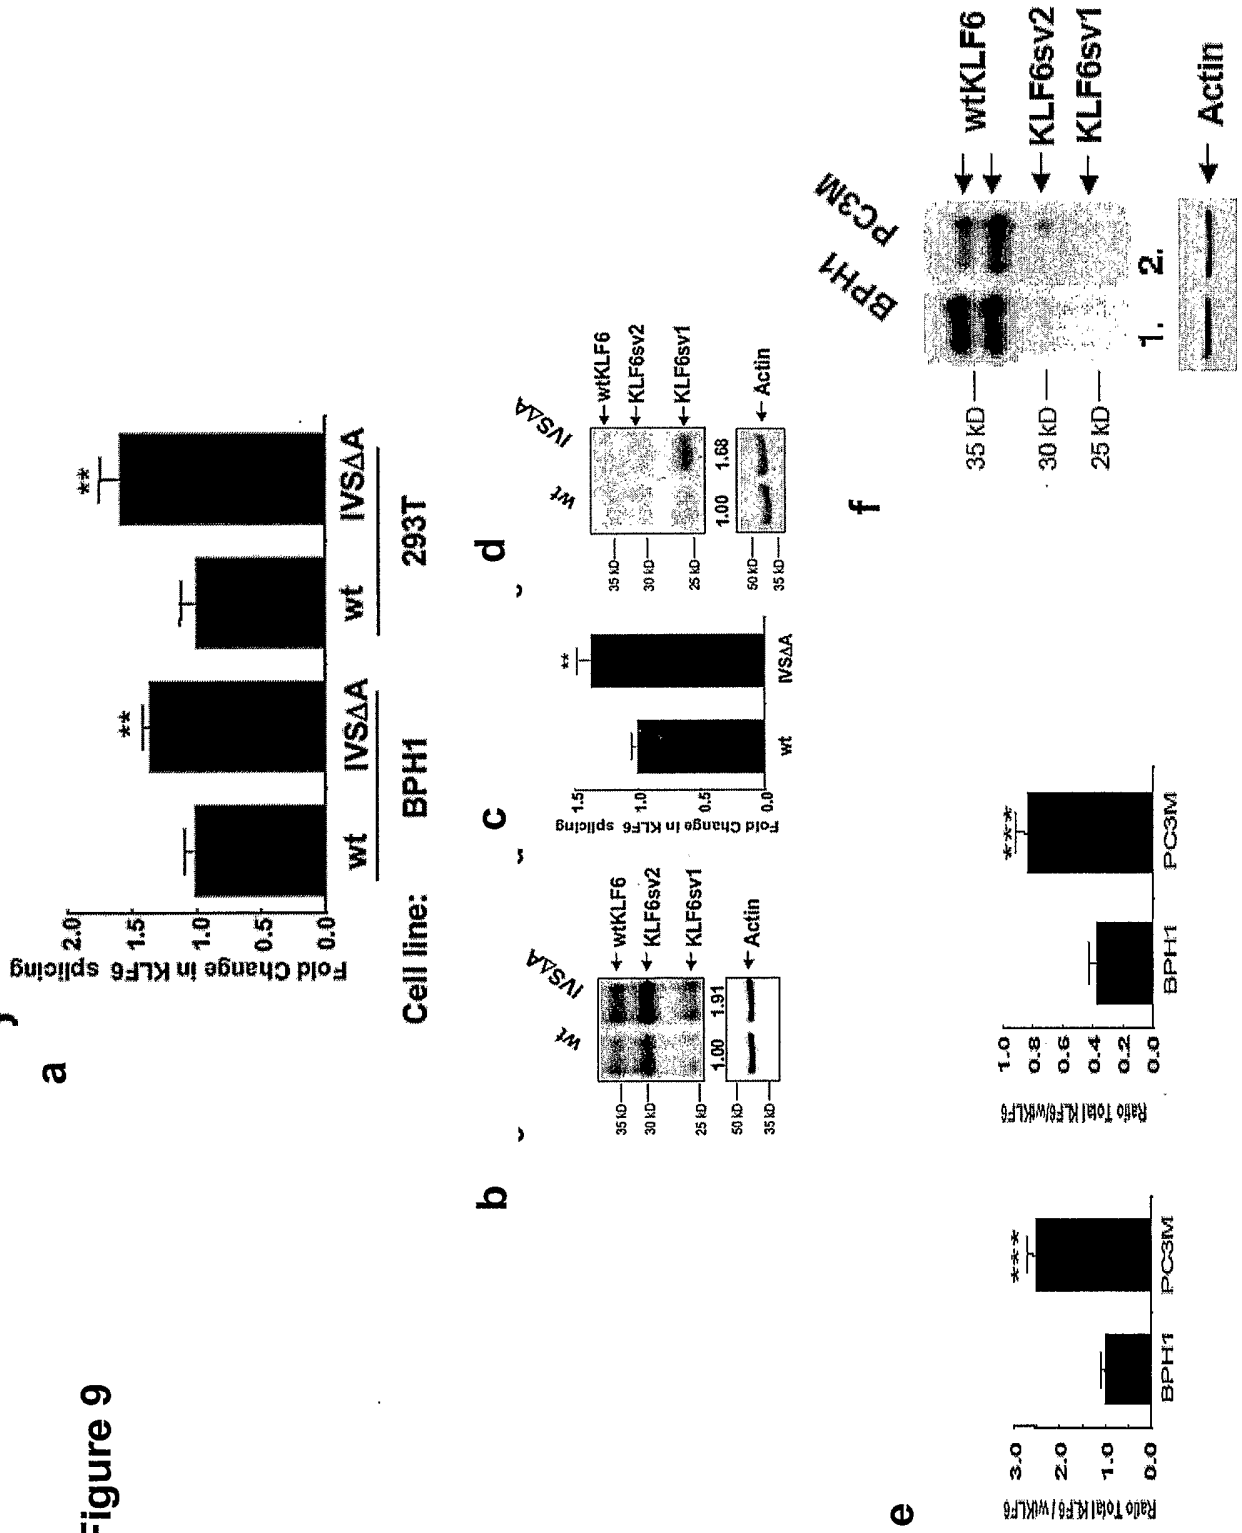 Figure 9
a
Fold Change in KLF6 splicing
2.0
1.5
1.0
0.5
0.0
** **
wt IVSΔA wt IVSΔA
Cell line: BPH1 293T
b
wt IVSΔA
35 kD
30 kD
25 kD
wtKLF6
KLF6sv2
KLF6sv1
1.00 1.91
50 kD
35 kD
Actin
c
Fold Change in KLF6 splicing
1.5
1.0
0.5
0.0
**
wt IVSΔA
d
wt IVSΔA
35 kD
30 kD
25 kD
wtKLF6
KLF6sv2
KLF6sv1
1.00 1.68
50 kD
35 kD
Actin
e
Ratio Total KLF6 / wtKLF6
3.0
2.0
1.0
0.0
***
BPH1 PC3M
Ratio Total KLF6/wtKLF6
1.0
0.8
0.6
0.4
0.2
0.0
***
BPH1 PC3M
f
BPH1 PC3M
35 kD
30 kD
25 kD
wtKLF6
KLF6sv2
KLF6sv1
1. 2.
Actin